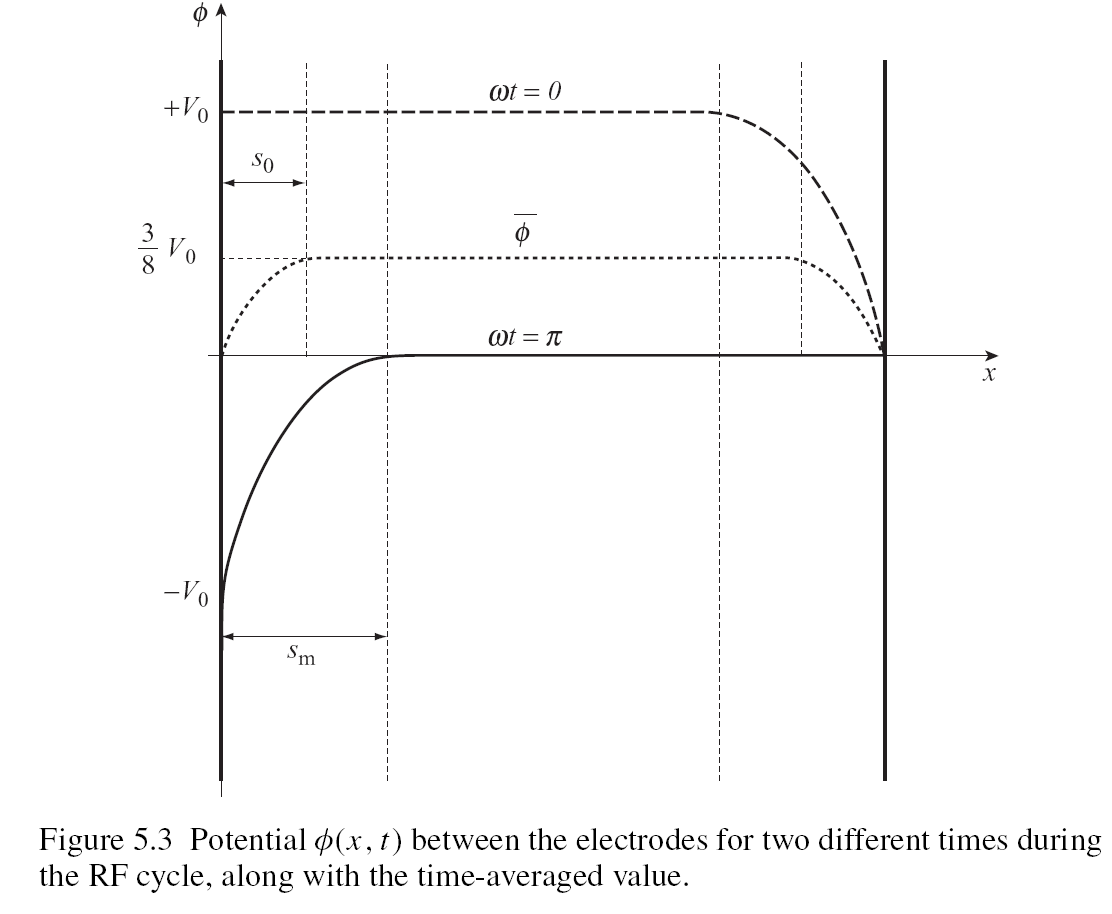 ϕ
+V₀
ωt = 0
s₀
3/8 V₀
ϕ̅
ωt = π
x
−V₀
sₘ
Figure 5.3 Potential ϕ(x, t) between the electrodes for two different times during
the RF cycle, along with the time-averaged value.